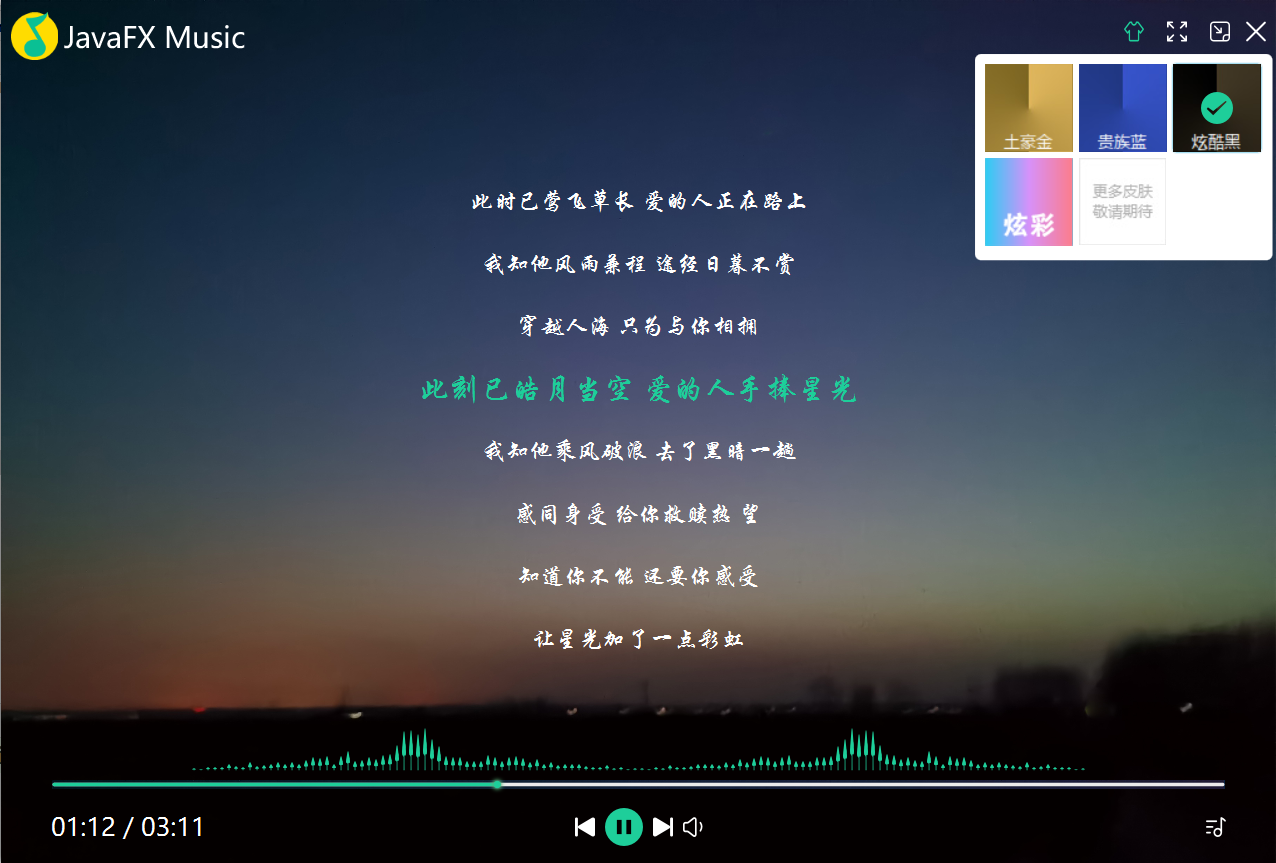 JavaFX Music
土豪金
贵族蓝
炫酷黑
炫彩
更多皮肤
敬请期待
此时已莺飞草长 爱的人正在路上
我知他风雨兼程 途经日暮不赏
穿越人海 只为与你相拥
此刻已皓月当空 爱的人手捧星光
我知他乘风破浪 去了黑暗一趟
感同身受 给你救赎热 望
知道你不能 还要你感受
让星光加了一点彩虹
01:12 / 03:11